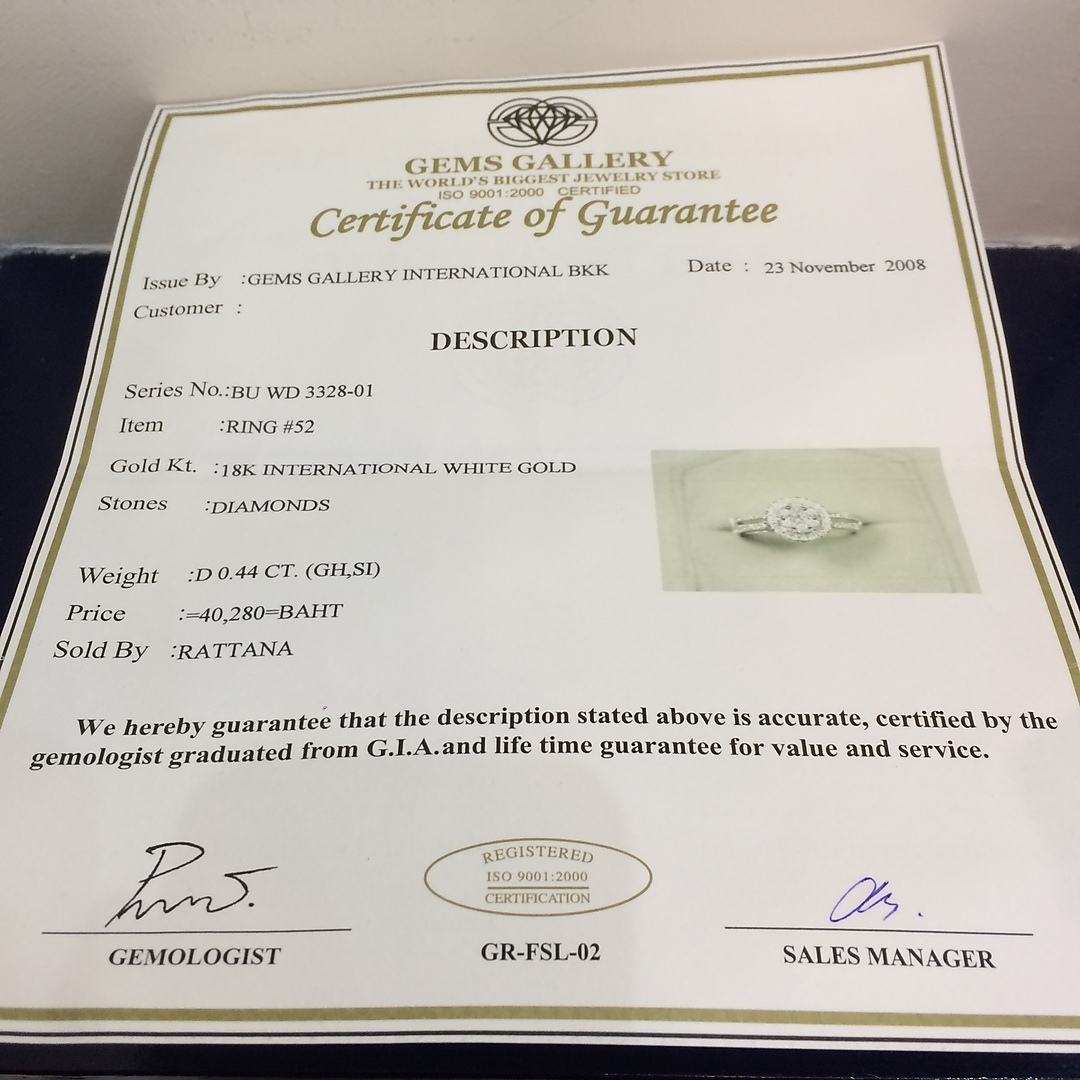 GEMS GALLERY
THE WORLD'S BIGGEST JEWELRY STORE
ISO 9001:2000 CERTIFIED
Certificate of Guarantee
Issue By :GEMS GALLERY INTERNATIONAL BKK Date : 23 November 2008
Customer :
DESCRIPTION
Series No.:BU WD 3328-01
Item :RING #52
Gold Kt. :18K INTERNATIONAL WHITE GOLD
Stones :DIAMONDS
Weight :D 0.44 CT. (GH,SI)
Price :=40,280=BAHT
Sold By :RATTANA
We hereby guarantee that the description stated above is accurate, certified by the
gemologist graduated from G.I.A.and life time guarantee for value and service.
REGISTERED
ISO 9001:2000
CERTIFICATION
GEMOLOGIST GR-FSL-02 SALES MANAGER